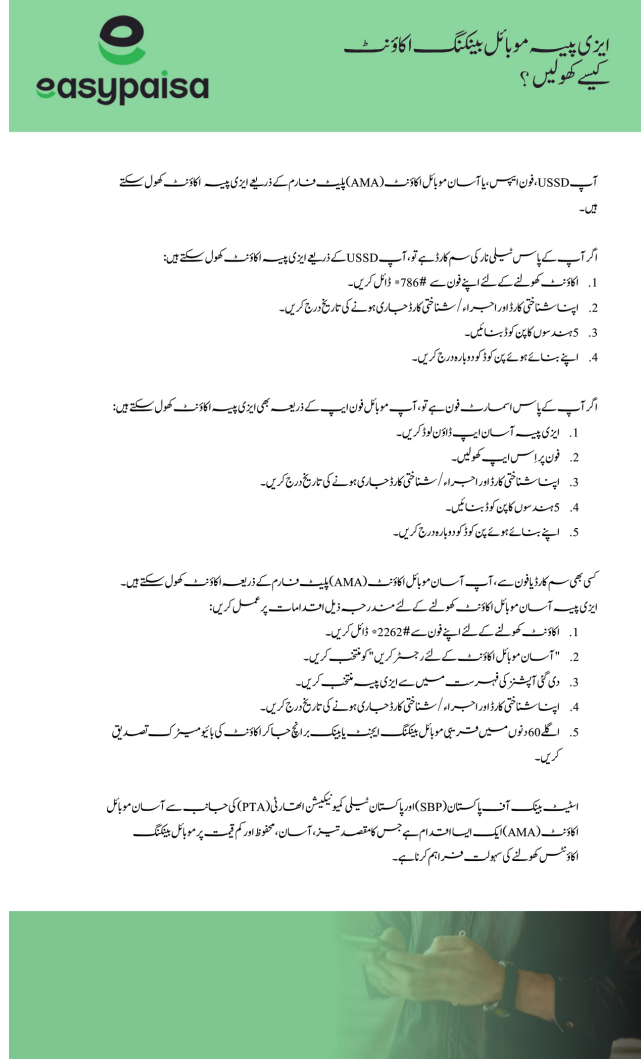 easypaisa
ایزی پیسہ موبائل بینکنگ اکاؤنٹ
کیسے کھولیں ؟
آپ USSD،فون ایپس ،یا آسان موبائل اکاؤنٹ (AMA)پلیٹ فارم کے ذریعے ایزی پیسہ اکاؤنٹ کھول سکتے
ہیں۔
اگر آپ کے پاس ٹیلی نار کی سم کارڈ ہے تو، آپ USSD کے ذریعے ایزی پیسہ اکاؤنٹ کھول سکتے ہیں:
1. اکاؤنٹ کھولنے کے لئے اپنے فون سے #786* ڈائل کریں۔
2. اپنا شناختی کارڈ اور اجراء / شناختی کارڈ جاری ہونے کی تاریخ درج کریں۔
3. 5 ہندسوں کا پن کوڈ بنائیں۔
4. اپنے بنائے ہوئے پن کوڈ کو دوبارہ درج کریں۔
اگر آپ کے پاس اسمارٹ فون ہے تو، آپ موبائل فون ایپ کے ذریعہ بھی ایزی پیسہ اکاؤنٹ کھول سکتے ہیں:
1. ایزی پیسہ آسان ایپ ڈاؤن لوڈ کریں۔
2. فون پر اِس ایپ کھولیں۔
3. اپنا شناختی کارڈ اور اجراء / شناختی کارڈ جاری ہونے کی تاریخ درج کریں۔
4. 5 ہندسوں کا پن کوڈ بنائیں۔
5. اپنے بنائے ہوئے پن کوڈ کو دوبارہ درج کریں۔
کسی بھی سم کارڈ یا فون سے، آپ آسان موبائل اکاؤنٹ (AMA) پلیٹ فارم کے ذریعہ اکاؤنٹ کھول سکتے ہیں۔
ایزی پیسہ آسان موبائل اکاؤنٹ کھولنے کے لئے مندرجہ ذیل اقدامات پر عمل کریں:
1. اکاؤنٹ کھولنے کے لئے اپنے فون سے #2262* ڈائل کریں۔
2. "آسان موبائل اکاؤنٹ کے لئے رجسٹر کریں" کو منتخب کریں۔
3. دی گئی آپشنز کی فہرست میں سے ایزی پیسہ منتخب کریں۔
4. اپنا شناختی کارڈ اور اجراء / شناختی کارڈ جاری ہونے کی تاریخ درج کریں۔
5. اگلے 60 دنوں میں قریبی موبائل بینکنگ ایجنٹ یا بینک برانچ جا کر اکاؤنٹ کی بائیومیٹرک تصدیق
کریں۔
اسٹیٹ بینک آف پاکستان (SBP) اور پاکستان ٹیلی کمیونیکیشن اتھارٹی (PTA) کی جانب سے آسان موبائل
اکاؤنٹ (AMA) ایک ایسا اقدام ہے جس کا مقصد تیز، آسان، محفوظ اور کم قیمت پر موبائل بینکنگ
اکاؤنٹس کھولنے کی سہولت فراہم کرنا ہے۔